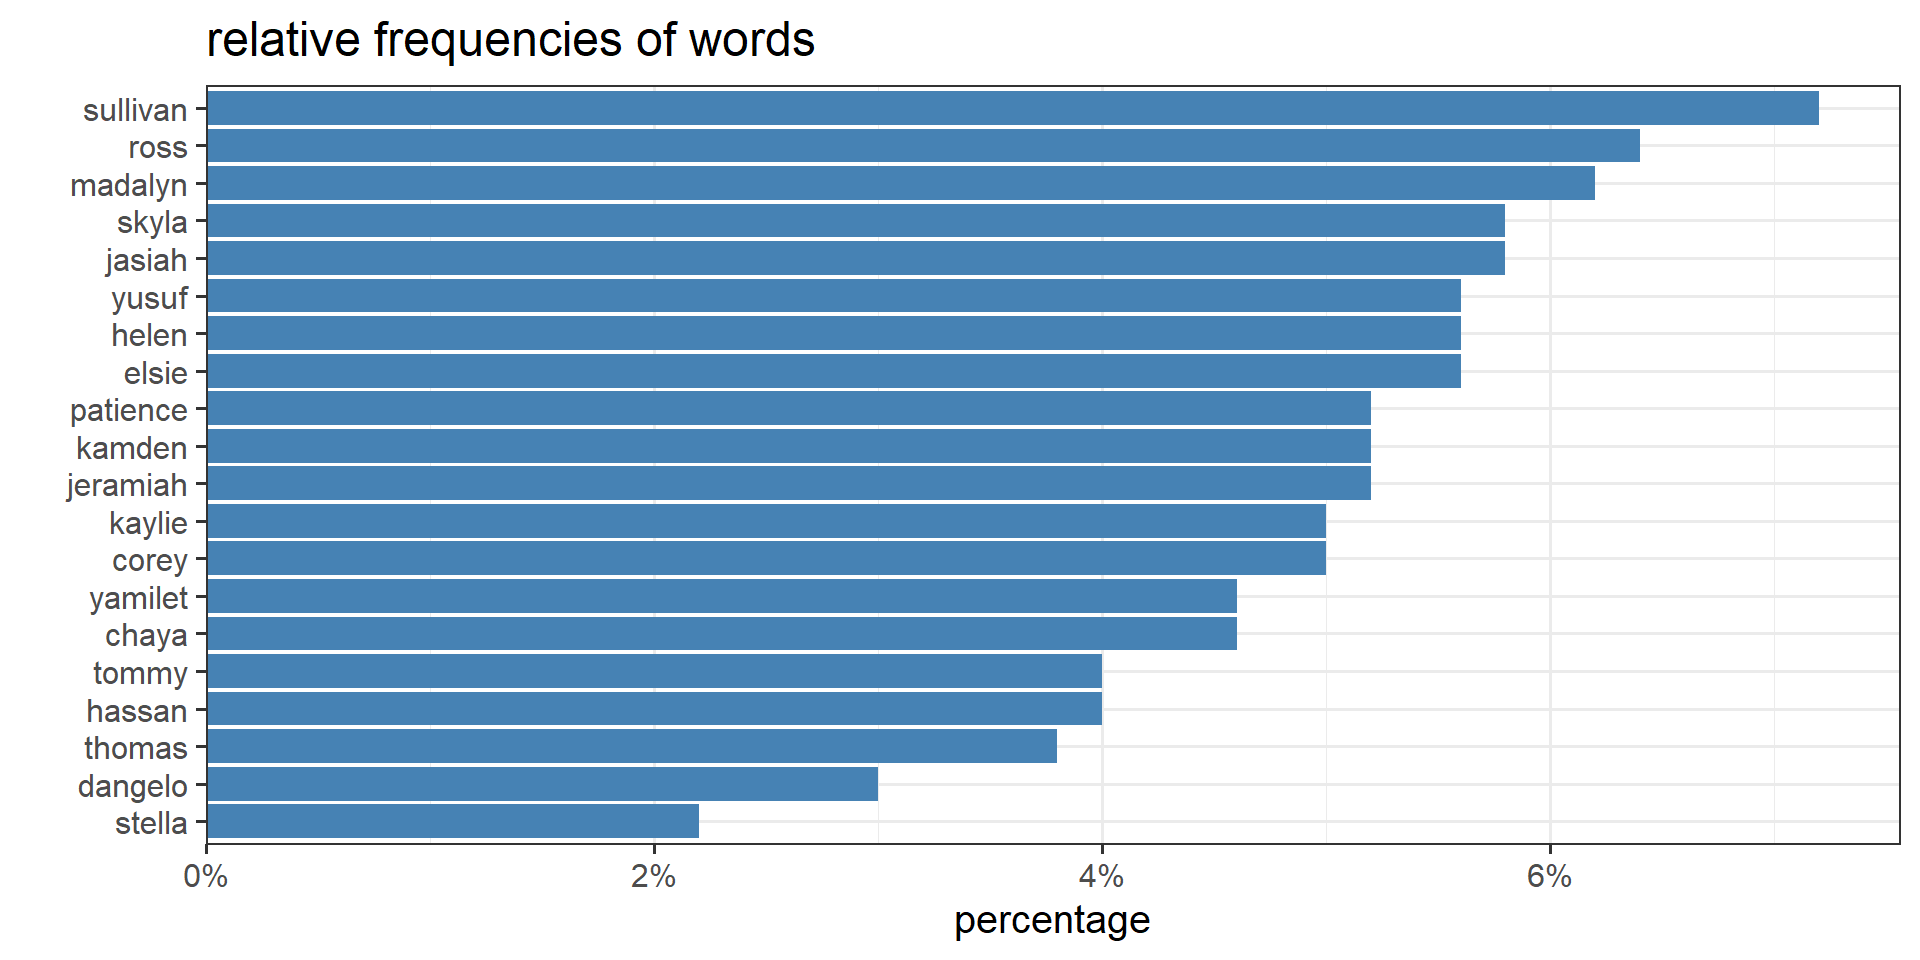 relative frequencies of words
sullivan
ross
madalyn
skyla
jasiah
yusuf
helen
elsie
patience
kamden
jeramiah
kaylie
corey
yamilet
chaya
tommy
hassan
thomas
dangelo
stella
0% 2% 4% 6%
percentage